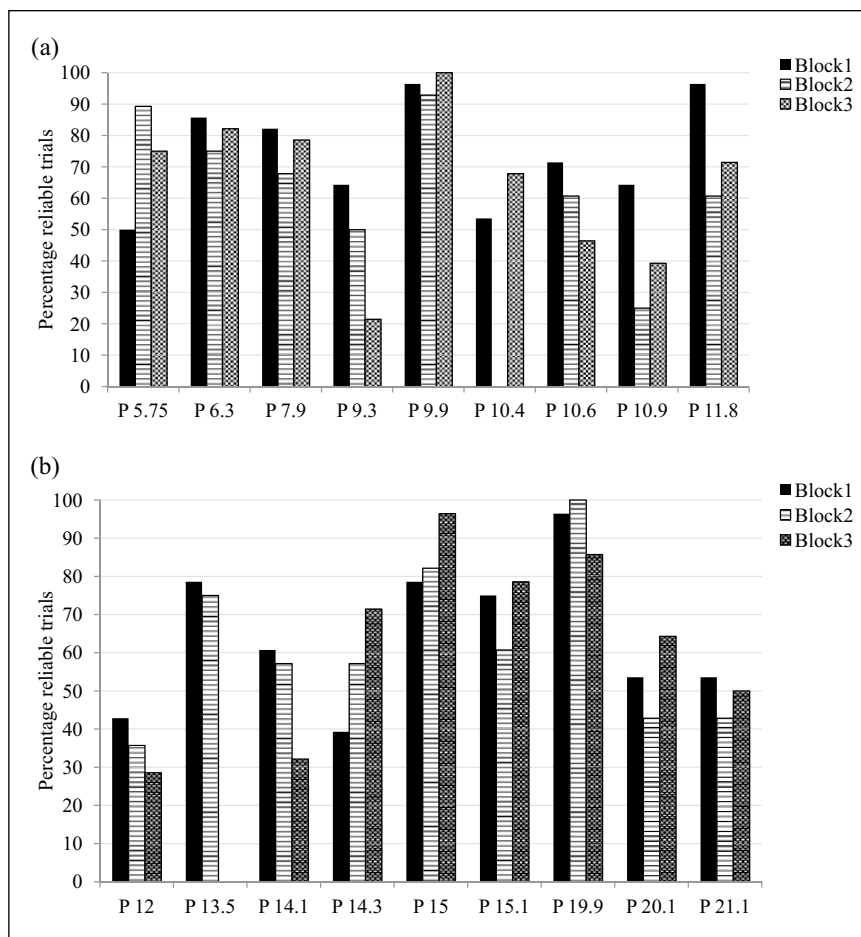 (a)
Percentage reliable trials
100
90
80
70
60
50
40
30
20
10
0
P 5.75 P 6.3 P 7.9 P 9.3 P 9.9 P 10.4 P 10.6 P 10.9 P 11.8
Block1
Block2
Block3
(b)
Percentage reliable trials
100
90
80
70
60
50
40
30
20
10
0
P 12 P 13.5 P 14.1 P 14.3 P 15 P 15.1 P 19.9 P 20.1 P 21.1
Block1
Block2
Block3